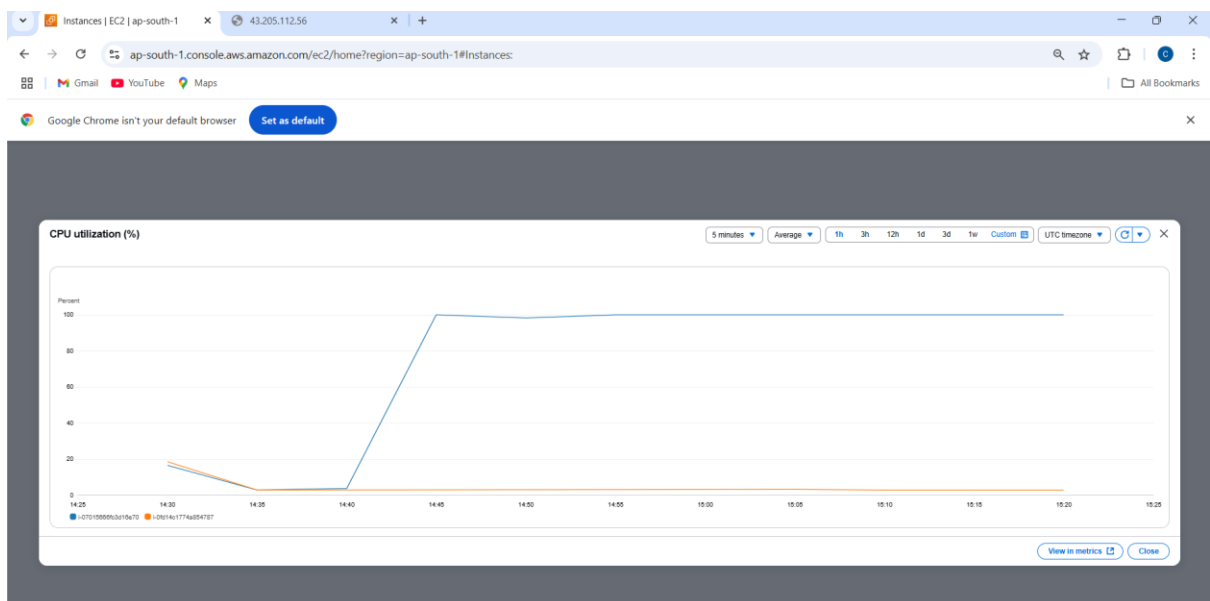 Instances | EC2 | ap-south-1
43.205.112.56
ap-south-1.console.aws.amazon.com/ec2/home?region=ap-south-1#Instances:
Gmail YouTube Maps
All Bookmarks
Google Chrome isn't your default browser Set as default
CPU utilization (%) 5 minutes Average 1h 3h 12h 1d 3d 1w Custom UTC timezone
Percent
100
80
60
40
20
0
14:25 14:30 14:35 14:40 14:45 14:50 14:55 15:00 15:05 15:10 15:15 15:20 15:25
View in metrics Close